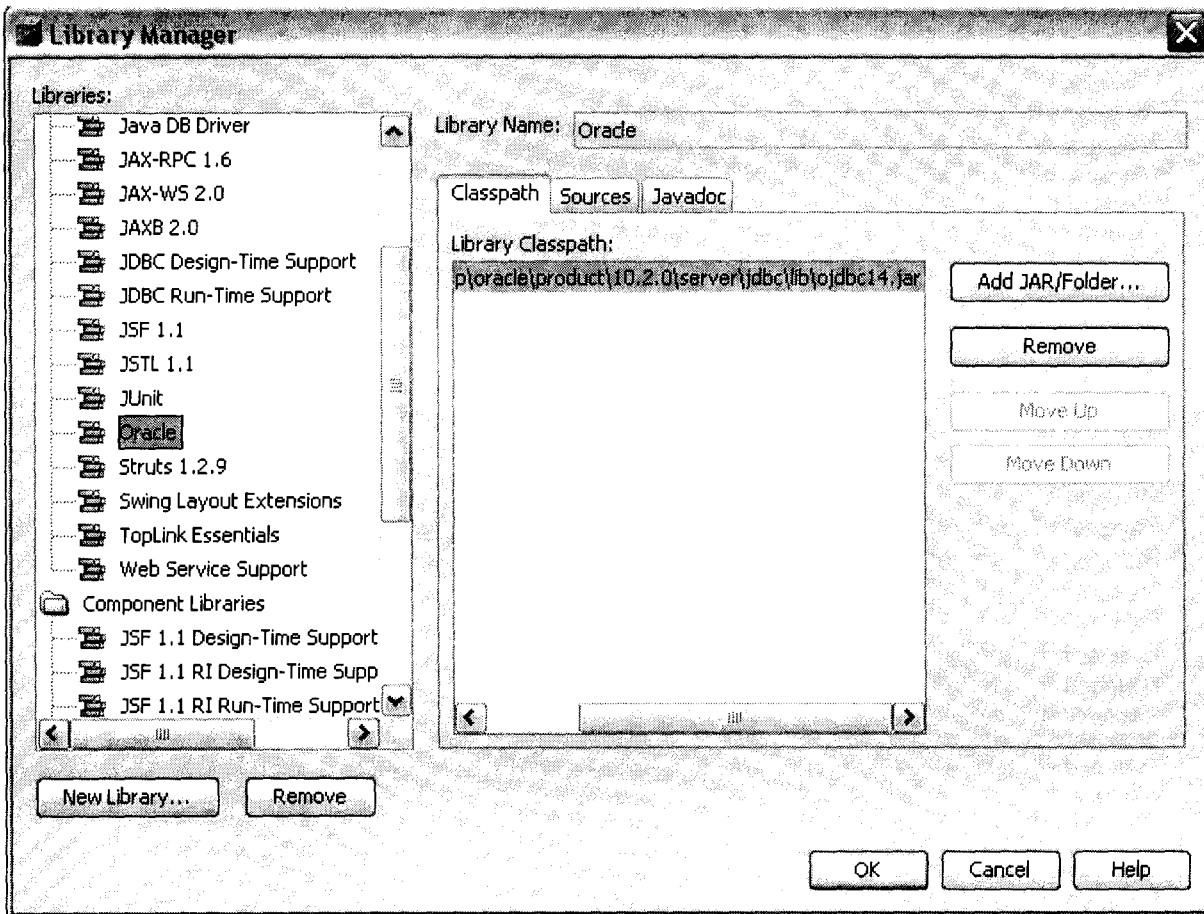 Library Manager
Libraries:
Java DB Driver
JAX-RPC 1.6
JAX-WS 2.0
JAXB 2.0
JDBC Design-Time Support
JDBC Run-Time Support
JSF 1.1
JSTL 1.1
JUnit
Oracle
Struts 1.2.9
Swing Layout Extensions
TopLink Essentials
Web Service Support
Component Libraries
JSF 1.1 Design-Time Support
JSF 1.1 RI Design-Time Supp
JSF 1.1 RI Run-Time Support
New Library...
Remove
Library Name: Oracle
Classpath Sources Javadoc
Library Classpath:
p\oracle\product\10.2.0\server\jdbc\lib\ojdbc14.jar
Add JAR/Folder...
Remove
Move Up
Move Down
OK Cancel Help